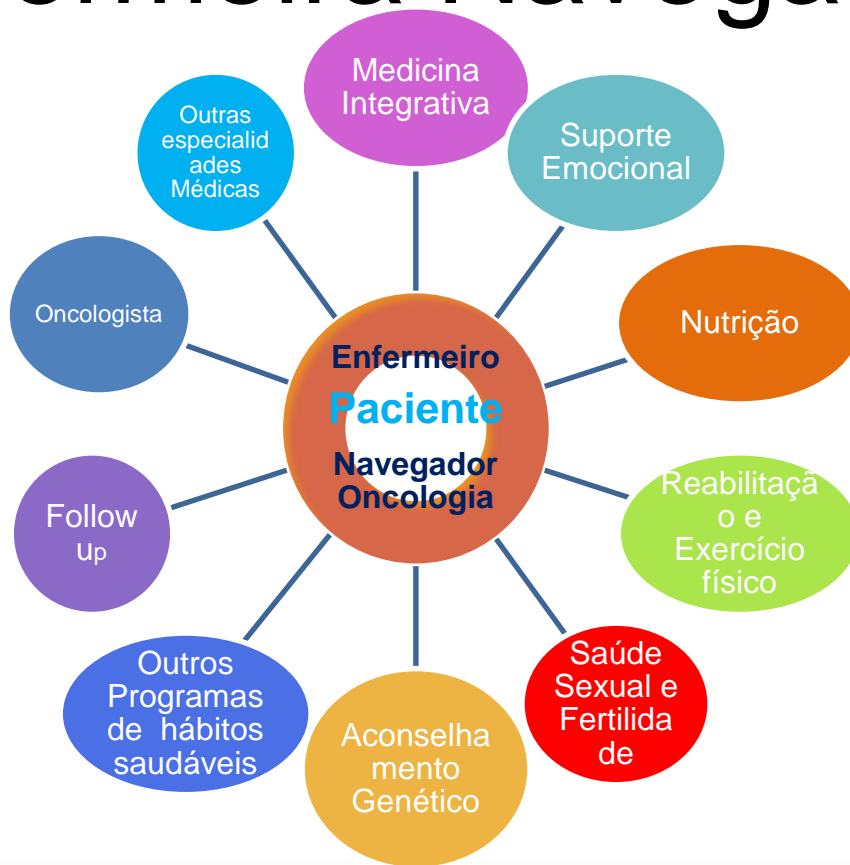 Medicina
Integrativa
Suporte
Emocional
Nutrição
Reabilitaçã
o e
Exercício
físico
Saúde
Sexual e
Fertilida
de
Aconselha
mento
Genético
Outros
Programas
de hábitos
saudáveis
Follow
up
Oncologista
Outras
especialid
ades
Médicas
Enfermeiro
Paciente
Navegador
Oncologia